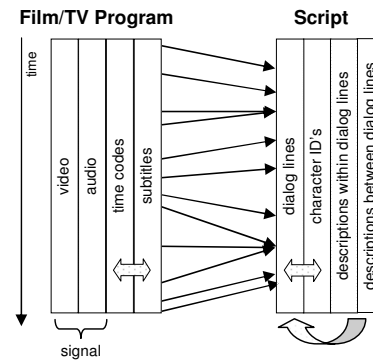 Film/TV Program
Script
time
video
audio
time codes
subtitles
dialog lines
character ID's
descriptions within dialog lines
descriptions between dialog lines
signal